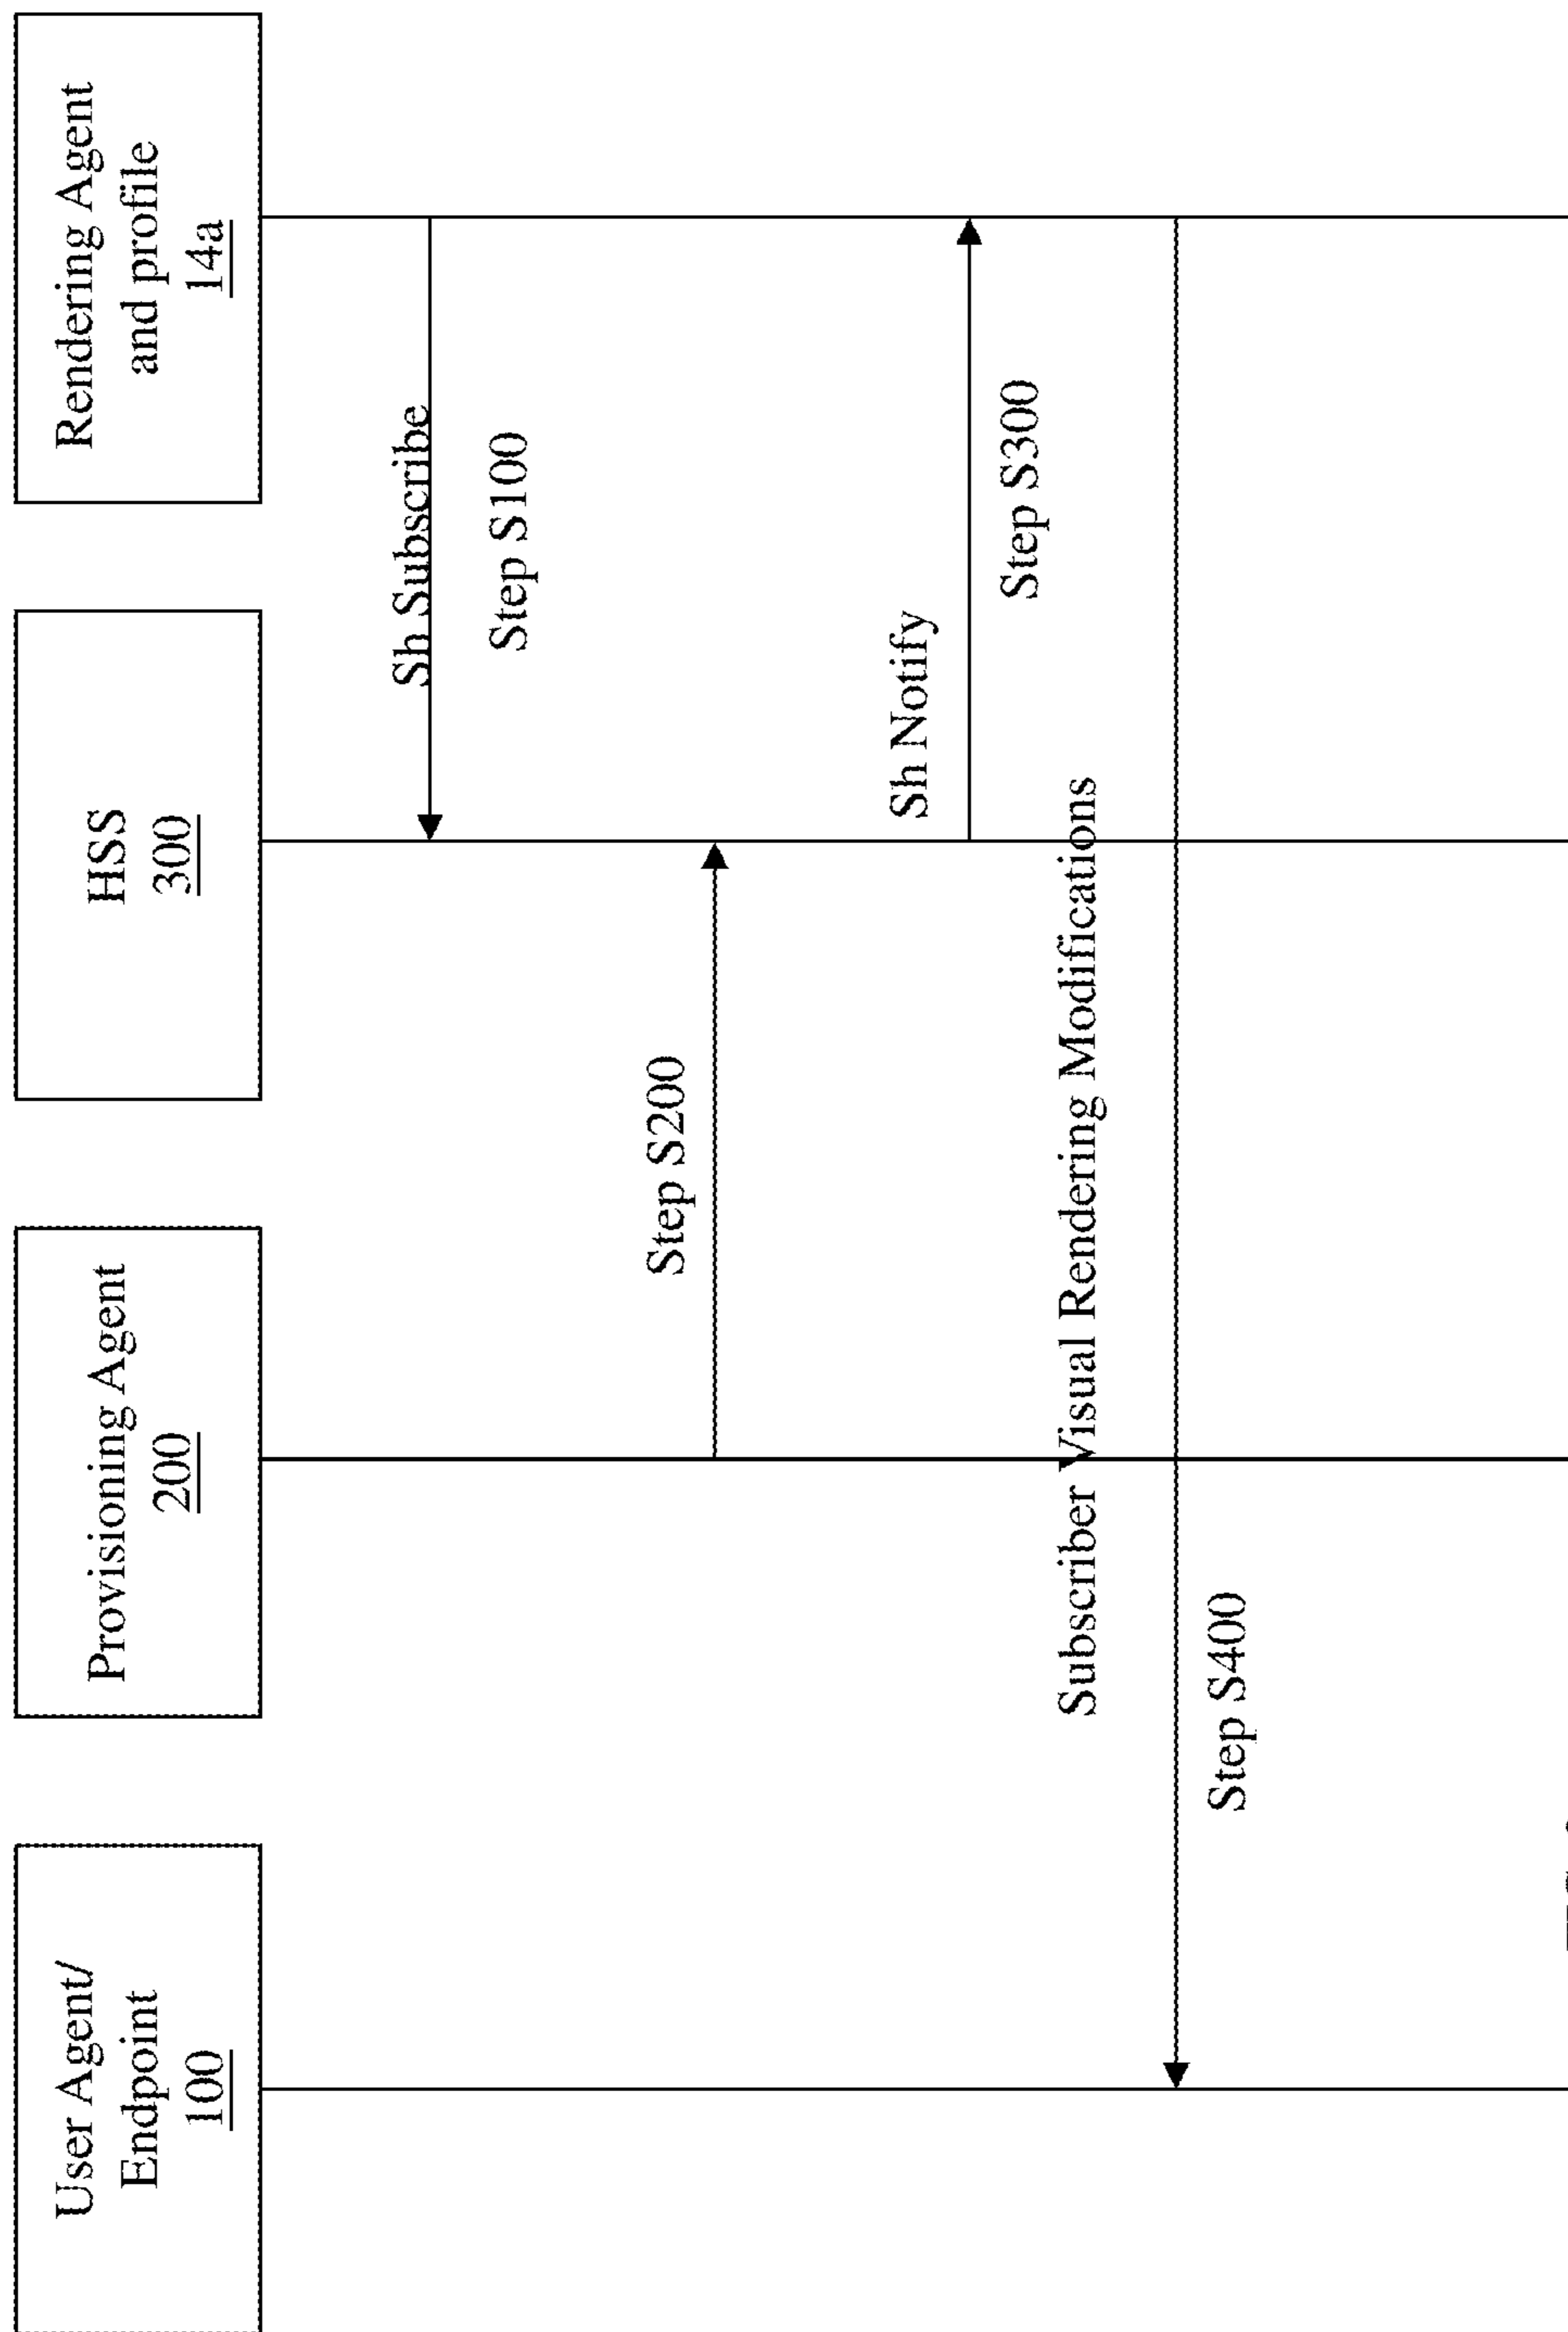 User Agent/
Endpoint
100
Provisioning Agent
200
HSS
300
Rendering Agent
and profile
14a
Sh Subscribe
Step S100
Step S200
Sh Notify
Step S300
Subscriber Visual Rendering Modifications
Step S400